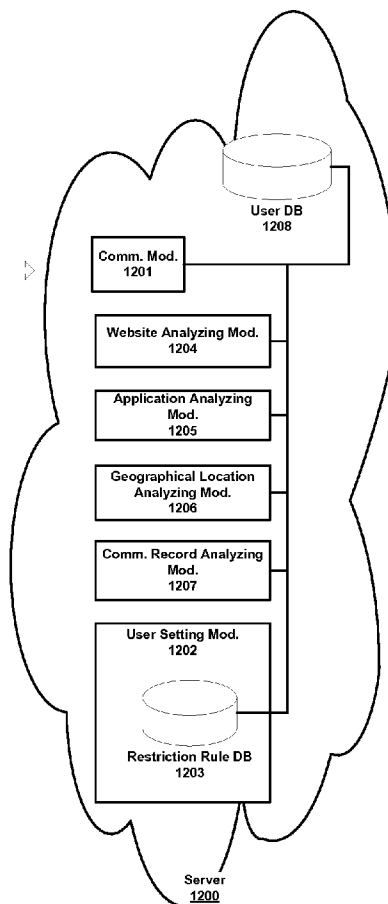 User DB
1208
Comm. Mod.
1201
Website Analyzing Mod.
1204
Application Analyzing
Mod.
1205
Geographical Location
Analyzing Mod.
1206
Comm. Record Analyzing
Mod.
1207
User Setting Mod.
1202
Restriction Rule DB
1203
Server
1200